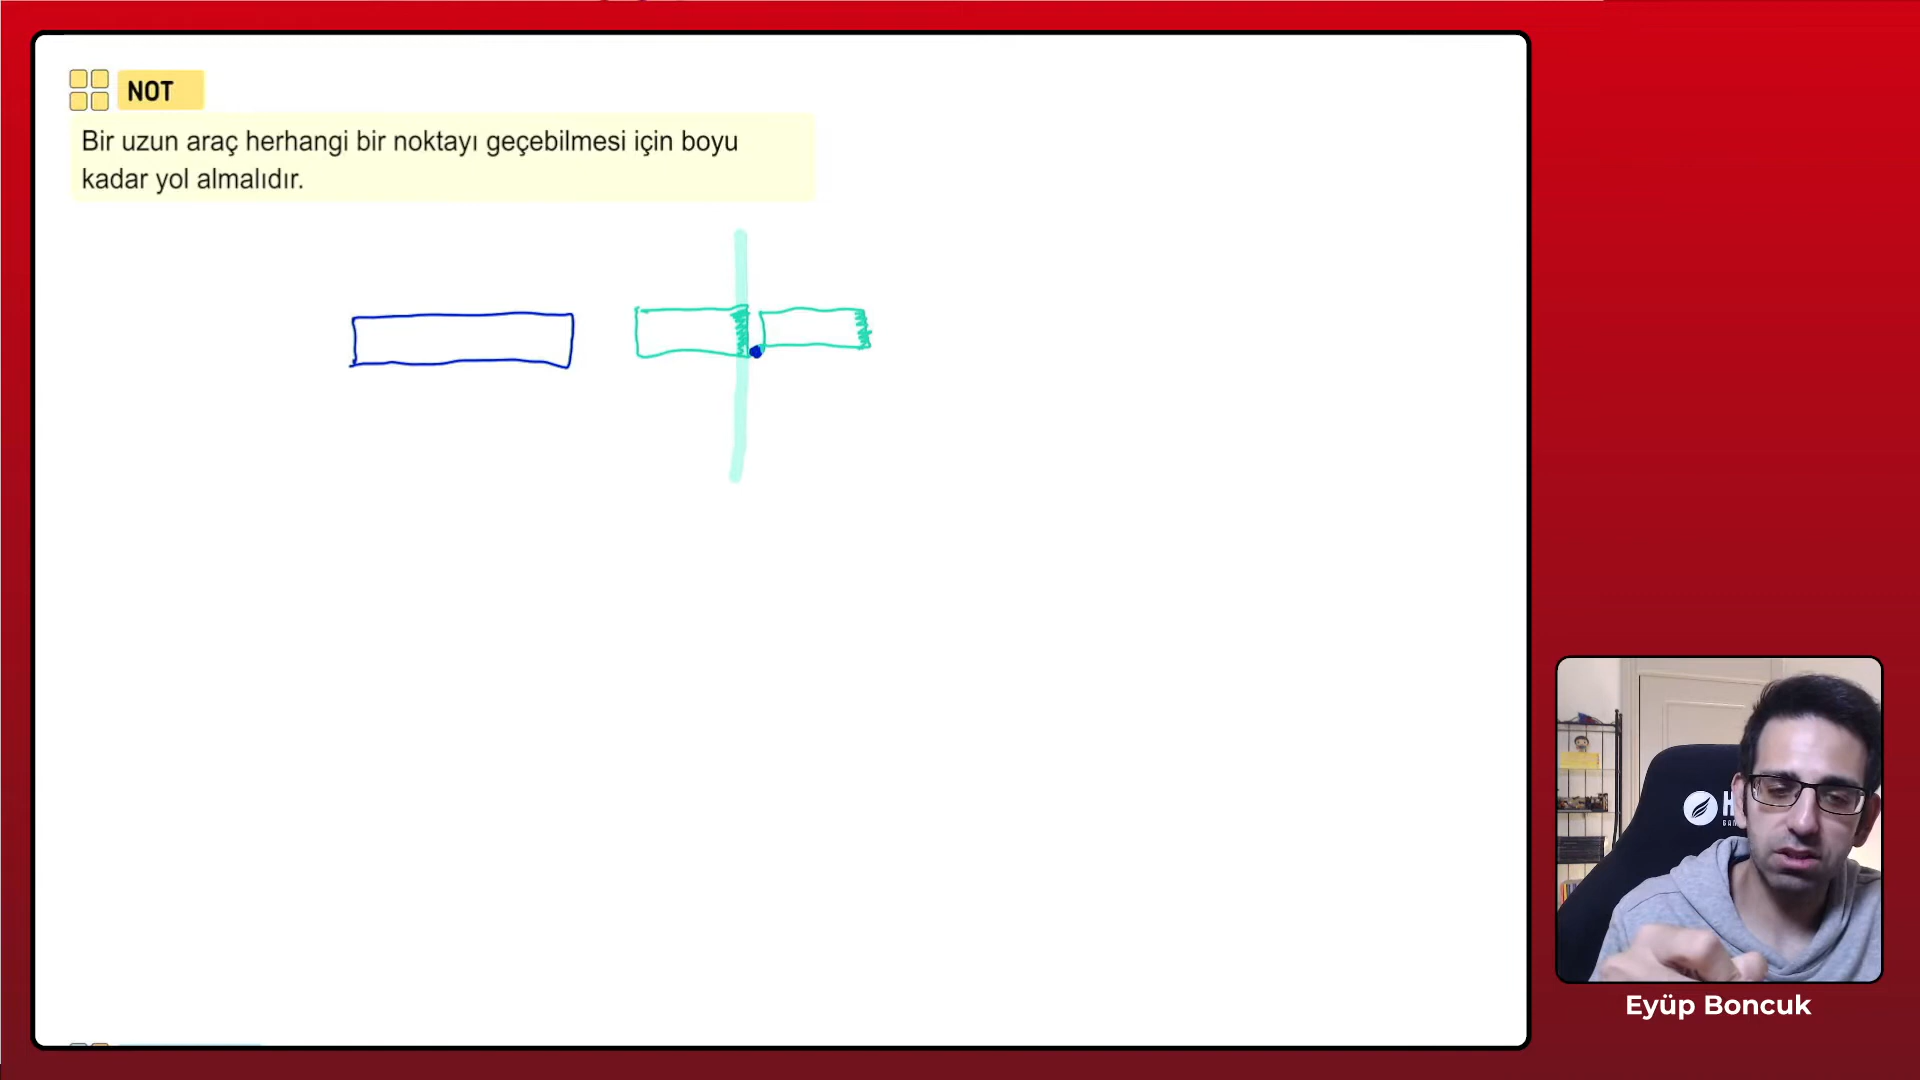 NOT
Bir uzun araç herhangi bir noktayı geçebilmesi için boyu
kadar yol almalıdır.
Eyüp Boncuk